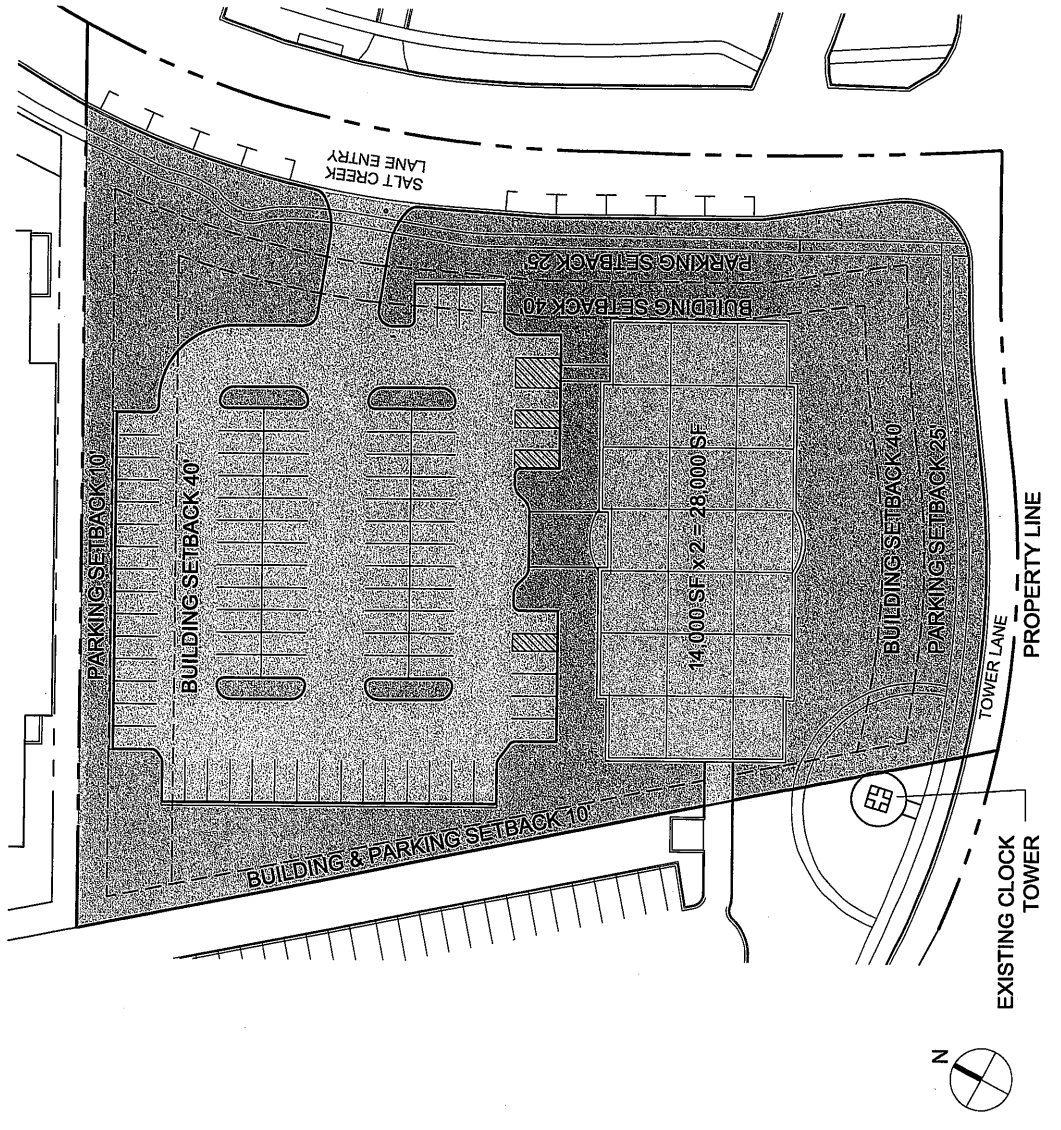 SALT CREEK
LANE ENTRY
PARKING SETBACK 25'
BUILDING SETBACK 40'
PARKING SETBACK 10'
BUILDING SETBACK 40'
14,000 SF x 2 = 28 000 SF
BUILDING SETBACK 40'
PARKING SETBACK 25'
BUILDING & PARKING SETBACK 10'
TOWER LANE
PROPERTY LINE
EXISTING CLOCK
TOWER
N